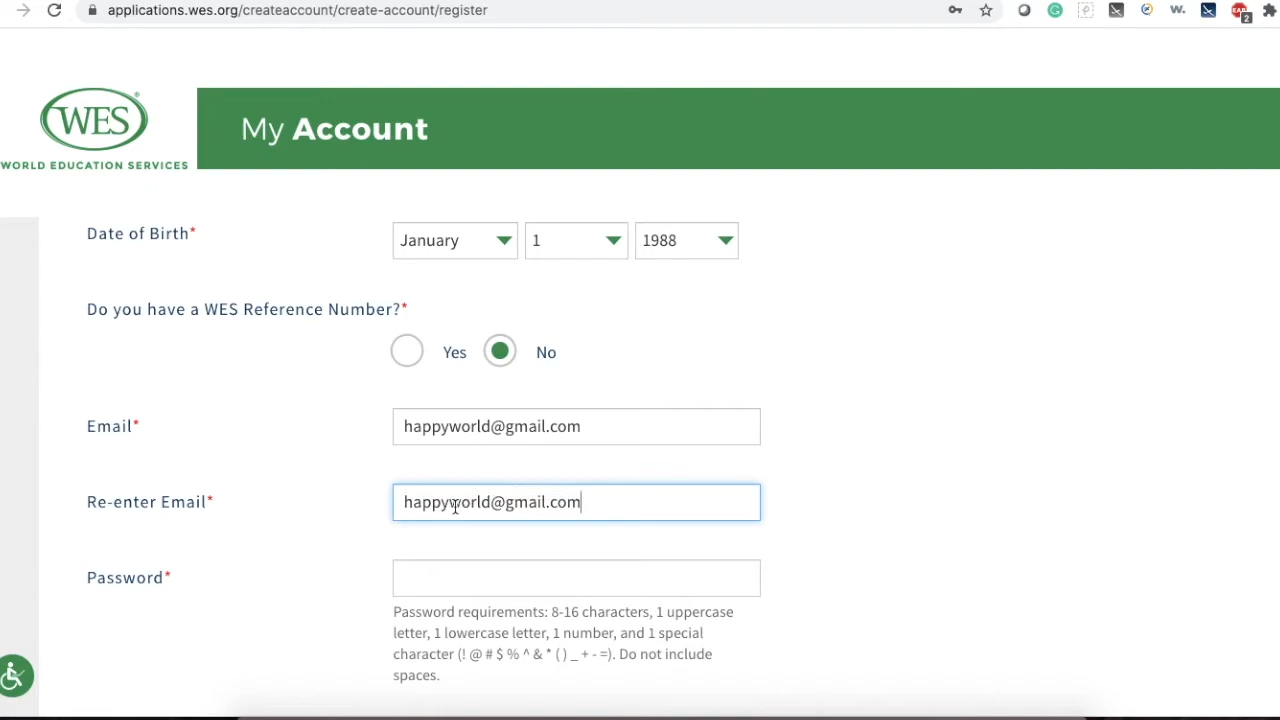 applications.wes.org/createaccount/create-account/register
w.
2
WES
WORLD EDUCATION SERVICES
My Account
Date of Birth*
January 1 1988
Do you have a WES Reference Number?*
Yes No
Email*
happyworld@gmail.com
Re-enter Email*
happyworld@gmail.com
Password*
Password requirements: 8-16 characters, 1 uppercase
letter, 1 lowercase letter, 1 number, and 1 special
character (! @ # $ % ^ & * ( ) _ + - =). Do not include
spaces.